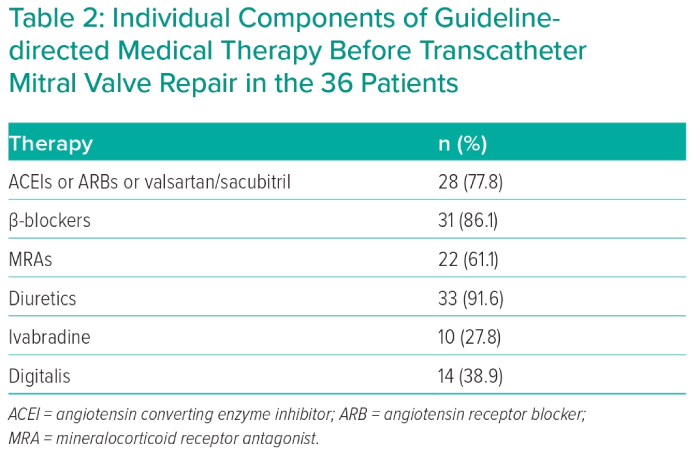 Table 2: Individual Components of Guideline-
directed Medical Therapy Before Transcatheter
Mitral Valve Repair in the 36 Patients
Therapy n (%)
ACEIs or ARBs or valsartan/sacubitril 28 (77.8)
β-blockers 31 (86.1)
MRAs 22 (61.1)
Diuretics 33 (91.6)
Ivabradine 10 (27.8)
Digitalis 14 (38.9)
ACEI = angiotensin converting enzyme inhibitor; ARB = angiotensin receptor blocker;
MRA = mineralocorticoid receptor antagonist.